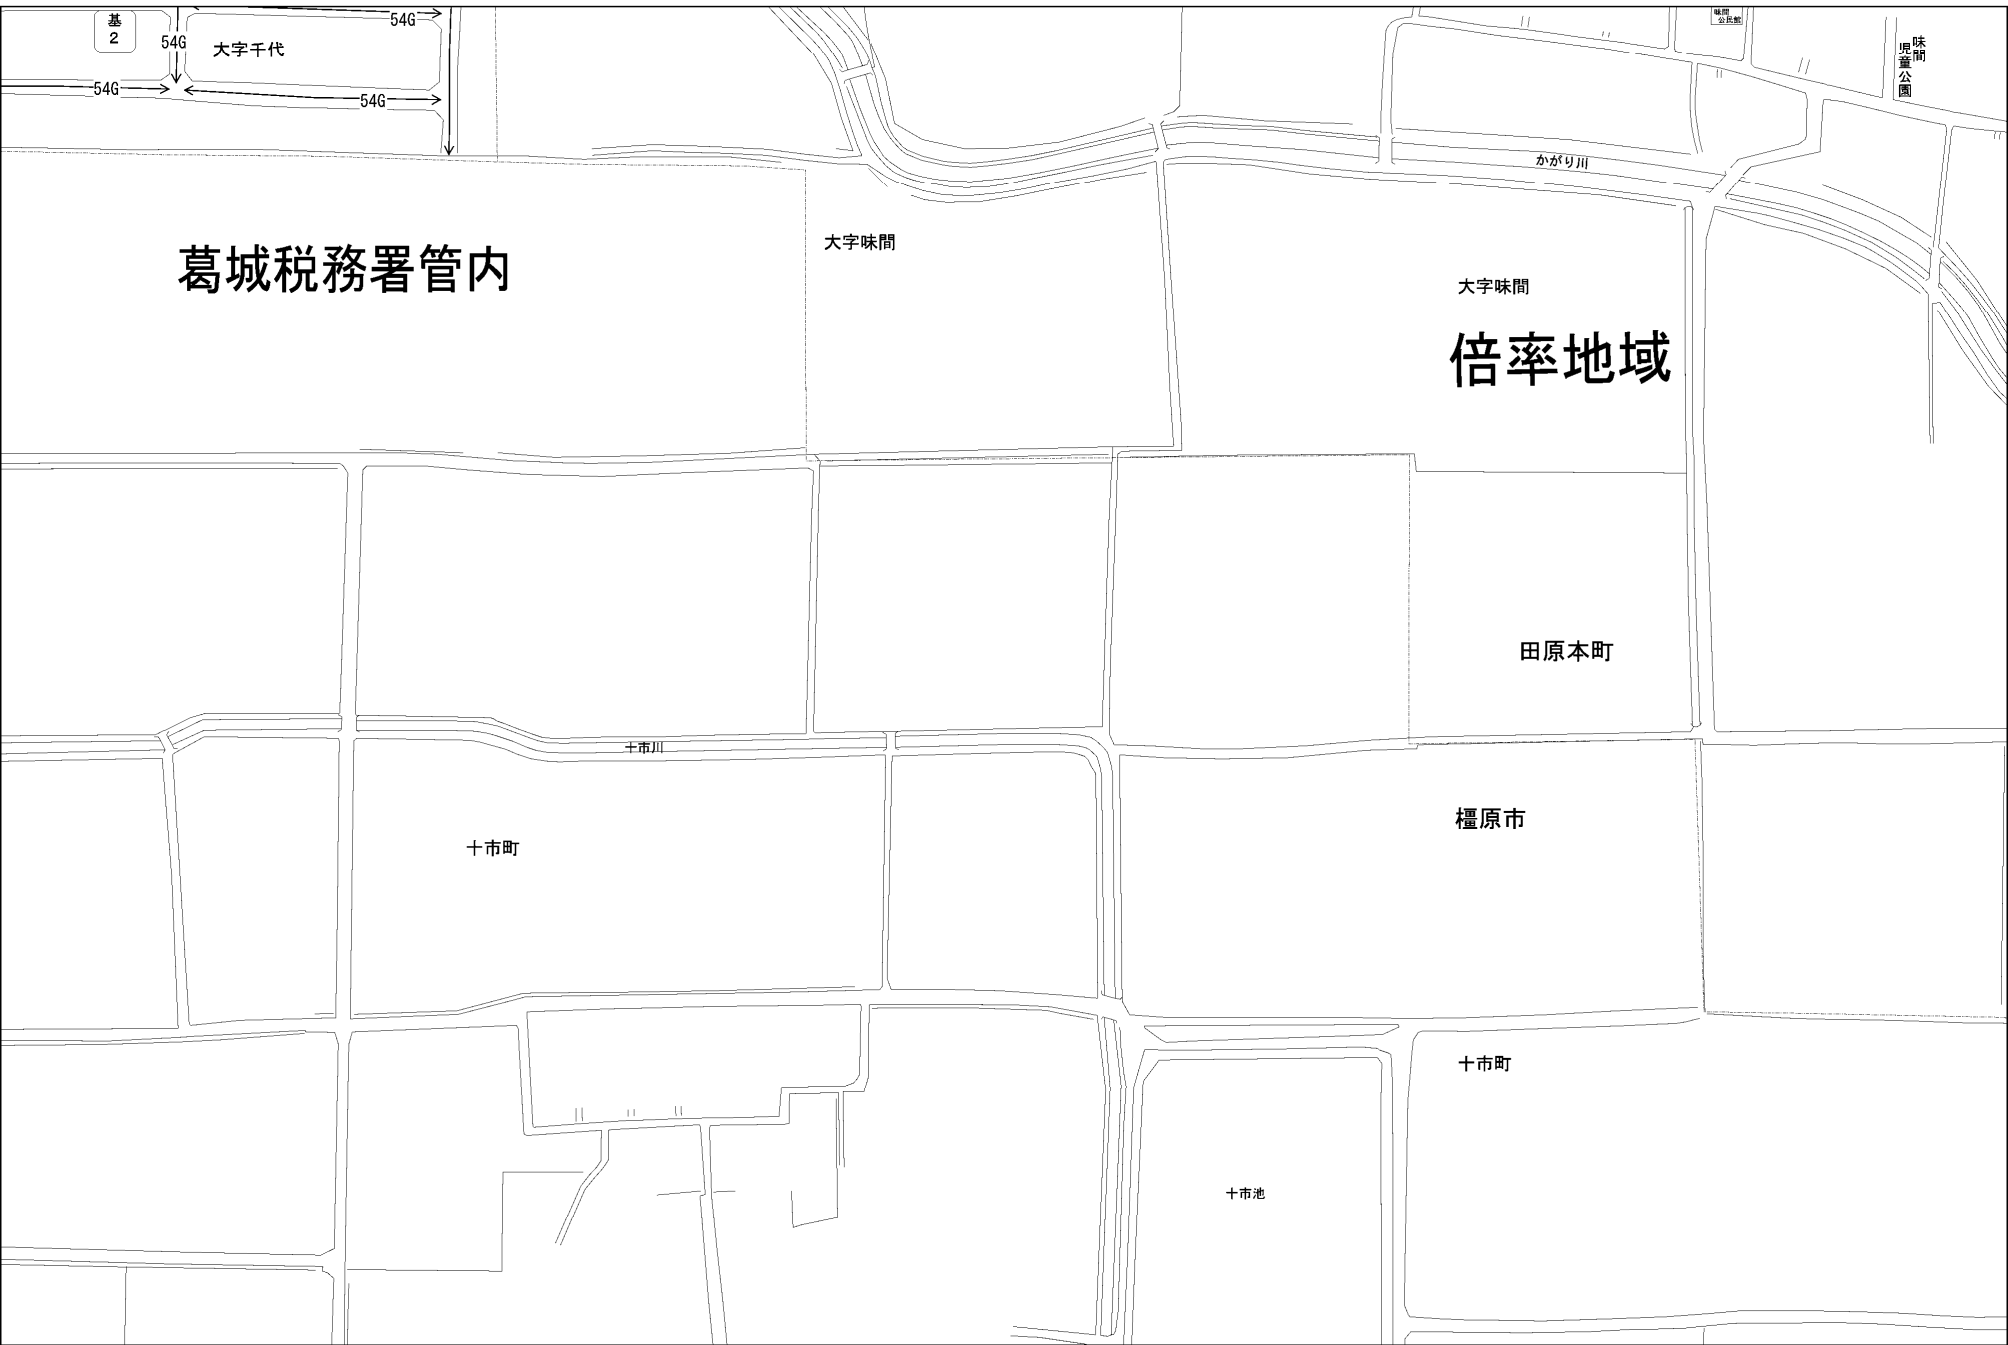 基
2
54G
54G
大字千代
54G
54G
味間
公民館
味間
児童公園
かがり川
葛城税務署管内
大字味間
大字味間
倍率地域
田原本町
十市川
橿原市
十市町
十市町
十市池